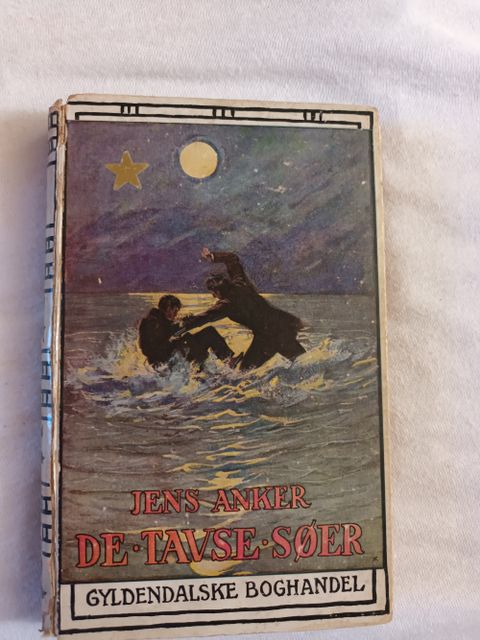 JENS ANKER
DE·TAVSE·SØER
GYLDENDALSKE BOGHANDEL